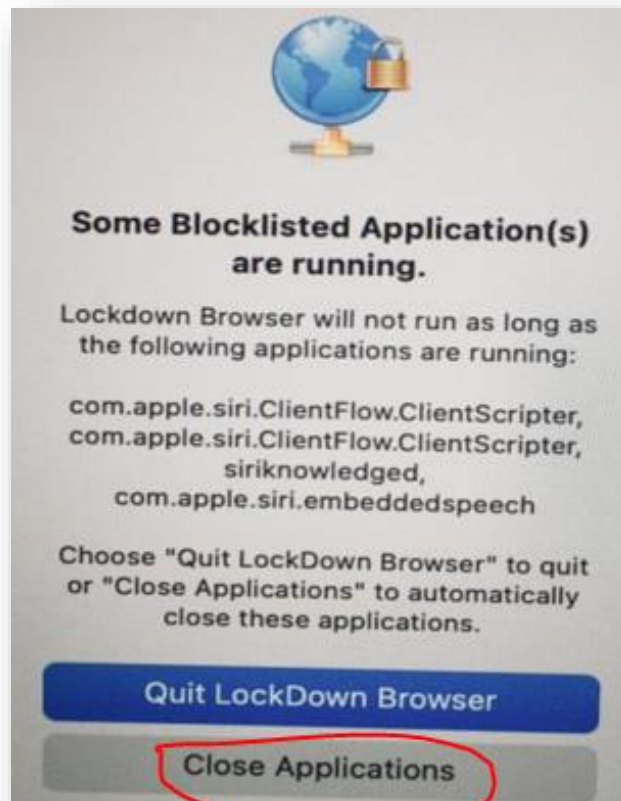 Some Blocklisted Application(s)
are running.
Lockdown Browser will not run as long as
the following applications are running:
com.apple.siri.ClientFlow.ClientScripter,
com.apple.siri.ClientFlow.ClientScripter,
siriknowledged,
com.apple.siri.embeddedspeech
Choose "Quit LockDown Browser" to quit
or "Close Applications" to automatically
close these applications.
Quit LockDown Browser
Close Applications